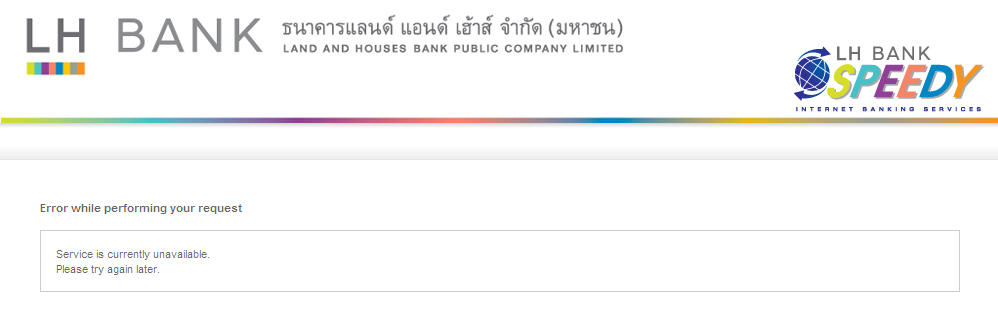 LH BANK
ธนาคารแลนด์ แอนด์ เฮ้าส์ จำกัด (มหาชน)
LAND AND HOUSES BANK PUBLIC COMPANY LIMITED
LH BANK
SPEEDY
INTERNET BANKING SERVICES
Error while performing your request
Service is currently unavailable.
Please try again later.